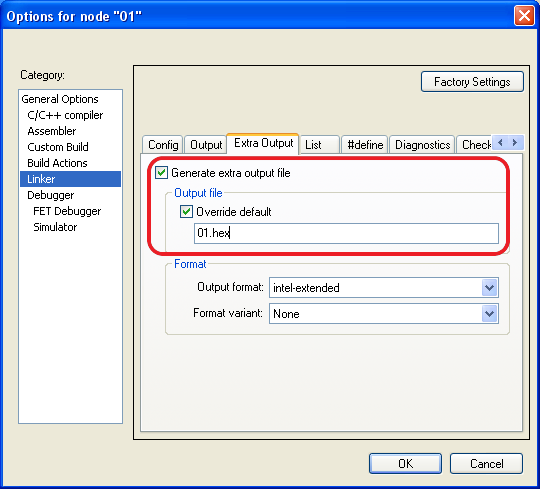 Options for node "01"
Category:
Factory Settings
General Options
C/C++ compiler
Assembler
Custom Build
Build Actions
Linker
Debugger
FET Debugger
Simulator
Config Output Extra Output List #define Diagnostics Check
Generate extra output file
Output file
Override default
01.hex
Format
Output format: intel-extended
Format variant: None
OK Cancel